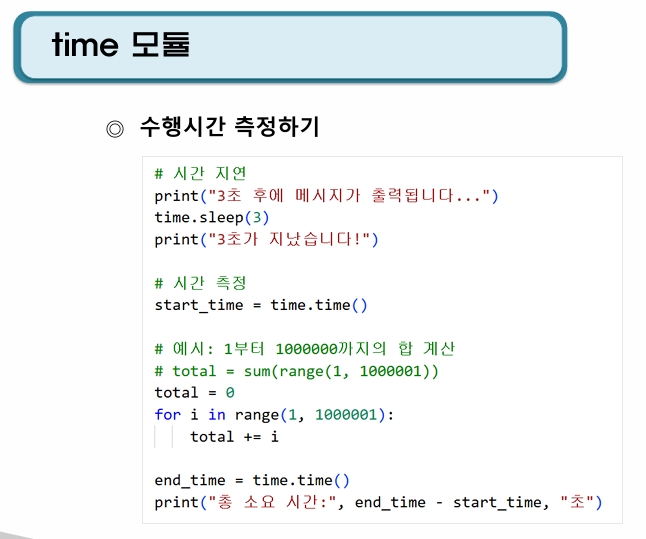 time 모듈
◎ 수행시간 측정하기
# 시간 지연
print("3초 후에 메시지가 출력됩니다...")
time.sleep(3)
print("3초가 지났습니다!")
# 시간 측정
start_time = time.time()
# 예시: 1부터 1000000까지의 합 계산
# total = sum(range(1, 1000001))
total = 0
for i in range(1, 1000001):
    total += i
end_time = time.time()
print("총 소요 시간:", end_time - start_time, "초")